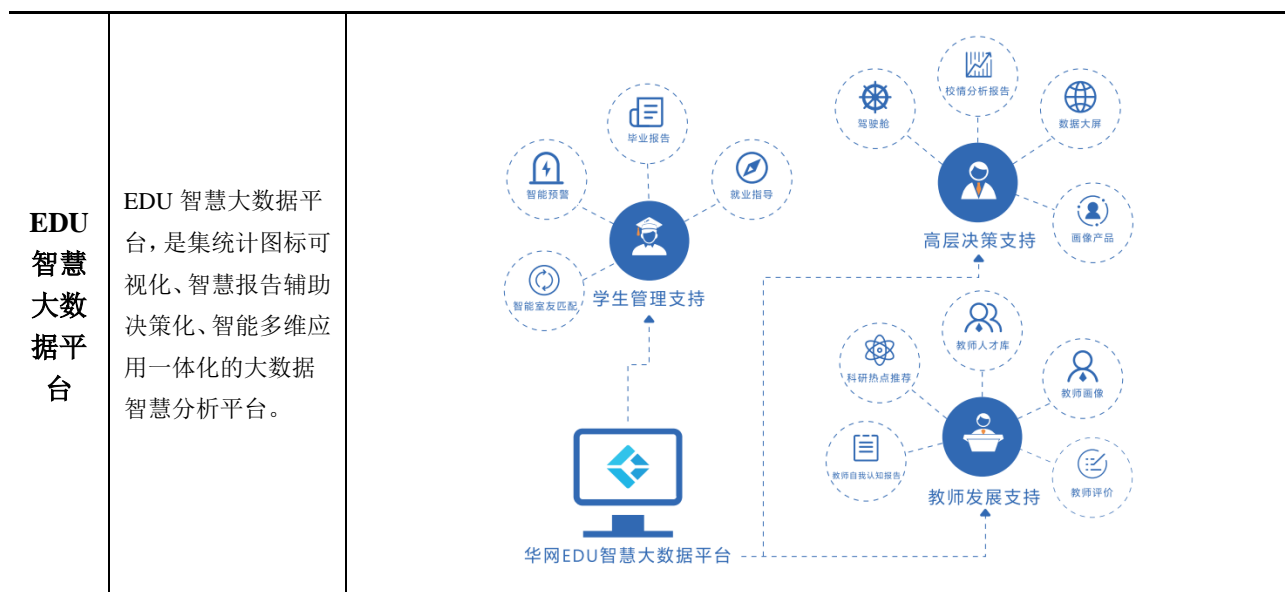 EDU
智慧
大数
据平
台
EDU 智慧大数据平
台，是集统计图标可
视化、智慧报告辅助
决策化、智能多维应
用一体化的大数据
智慧分析平台。
毕业报告
智能预警
就业指导
智能室友匹配
学生管理支持
校情分析报告
驾驶舱
数据大屏
画像产品
高层决策支持
教师人才库
科研热点推荐
教师画像
教师自我认知报告
教师评价
教师发展支持
华网EDU智慧大数据平台